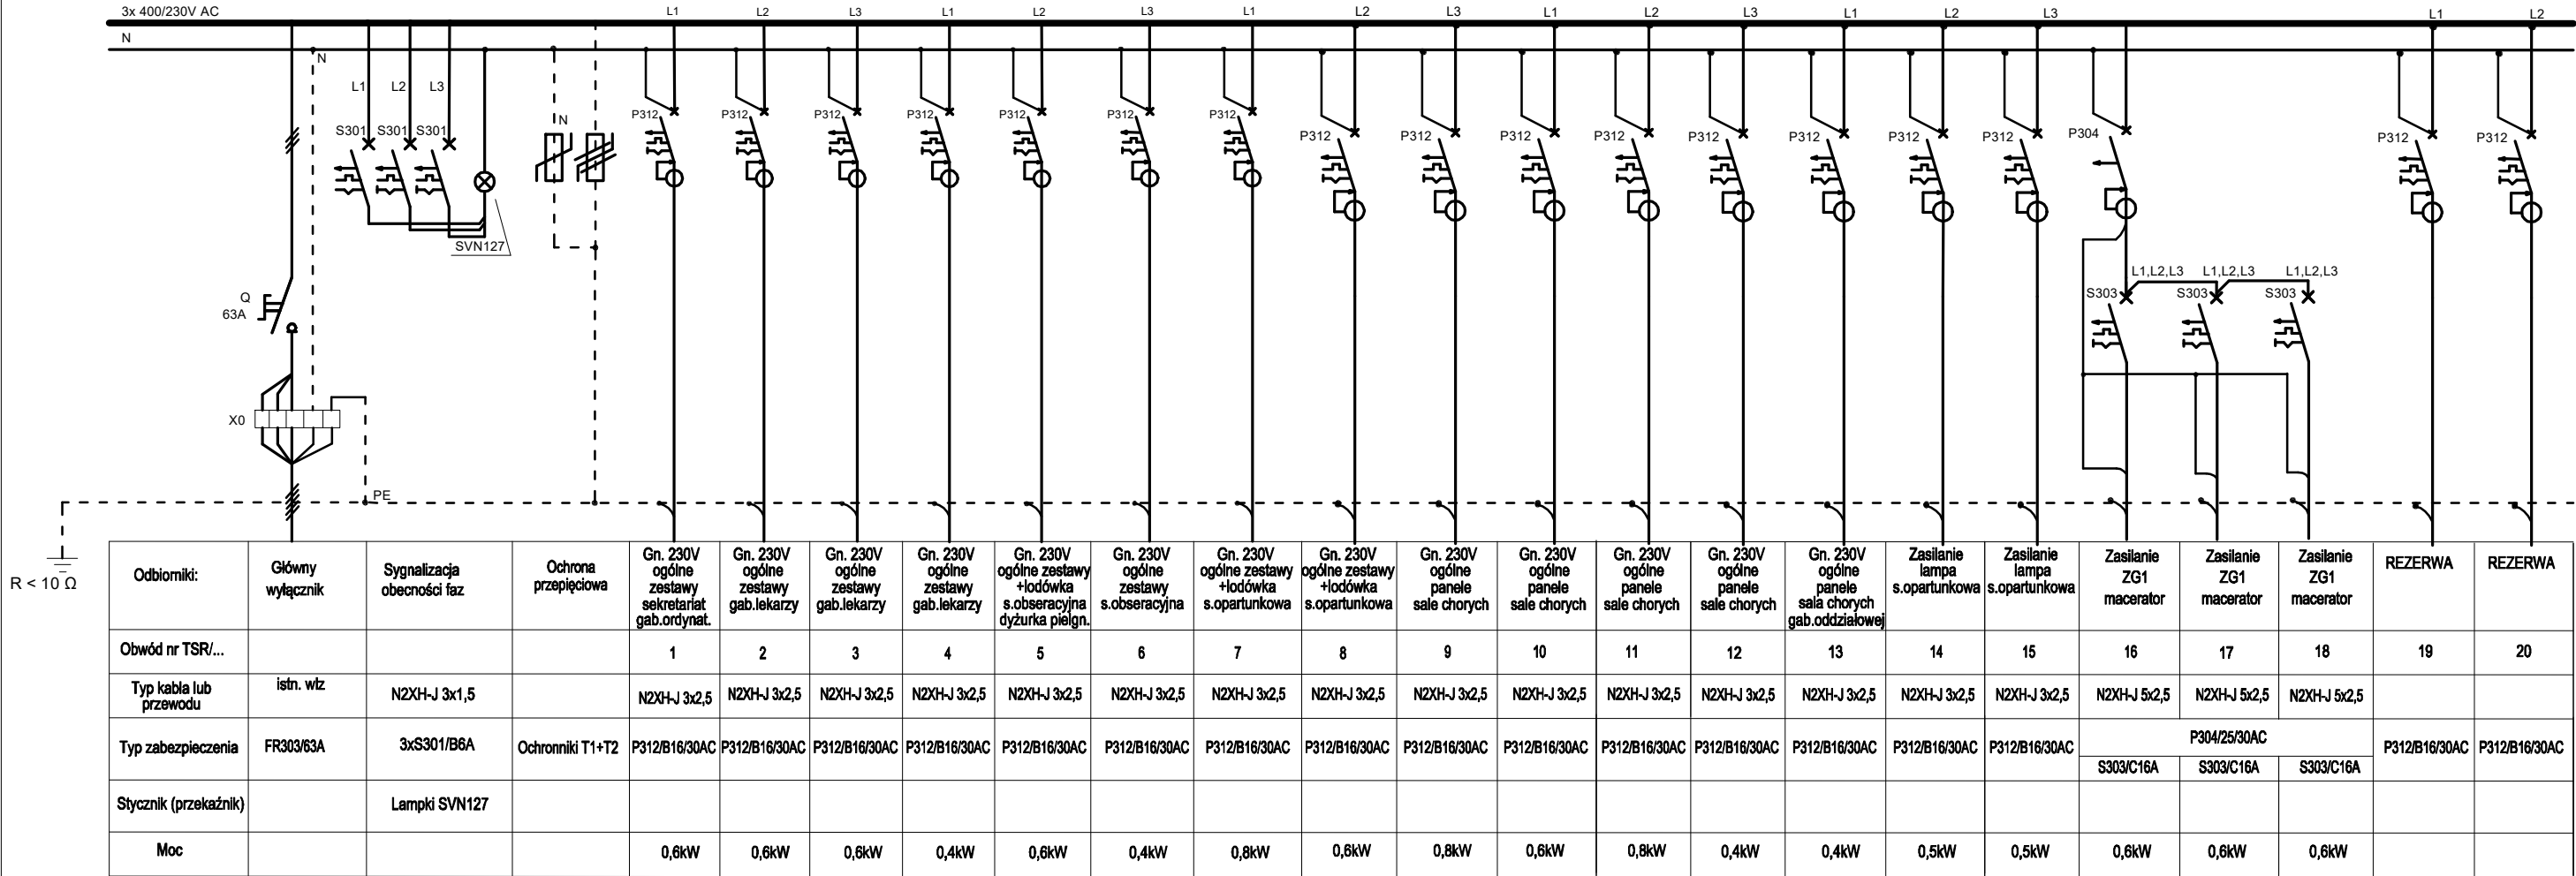 3x 400/230V AC
L1 L2 L3 L1 L2 L3 L1 L2 L3 L1 L2 L3 L1 L2 L3 L1 L2
N
N
L1 L2 L3
S301 S301 S301
N
P312 P312 P312 P312 P312 P312 P312 P312 P312 P312 P312 P312 P312 P312 P312 P304 P312 P312
SVN127
L1,L2,L3 L1,L2,L3 L1,L2,L3
S303 S303 S303
Q
63A
X0
PE
R < 10 Ω
Odbiorniki:
Główny
wyłącznik
Sygnalizacja
obecności faz
Ochrona
przepięciowa
Gn. 230V
ogólne
zestawy
sekretariat
gab.ordynat.
Gn. 230V
ogólne
zestawy
gab.lekarzy
Gn. 230V
ogólne
zestawy
gab.lekarzy
Gn. 230V
ogólne
zestawy
gab.lekarzy
Gn. 230V
ogólne zestawy
+lodówka
s.obseracyjna
dyżurka pielgn.
Gn. 230V
ogólne
zestawy
s.obseracyjna
Gn. 230V
ogólne zestawy
+lodówka
s.opartunkowa
Gn. 230V
ogólne zestawy
+lodówka
s.opartunkowa
Gn. 230V
ogólne
panele
sale chorych
Gn. 230V
ogólne
panele
sale chorych
Gn. 230V
ogólne
panele
sale chorych
Gn. 230V
ogólne
panele
sale chorych
Gn. 230V
ogólne
panele
sala chorych
gab.oddziałowej
Zasilanie
lampa
s.opartunkowa
Zasilanie
lampa
s.opartunkowa
Zasilanie
ZG1
macerator
Zasilanie
ZG1
macerator
Zasilanie
ZG1
macerator
REZERWA
REZERWA
Obwód nr TSR/... 1 2 3 4 5 6 7 8 9 10 11 12 13 14 15 16 17 18 19 20
Typ kabla lub
przewodu
istn. wlz
N2XH-J 3x1,5
N2XH-J 3x2,5 N2XH-J 3x2,5 N2XH-J 3x2,5 N2XH-J 3x2,5 N2XH-J 3x2,5 N2XH-J 3x2,5 N2XH-J 3x2,5 N2XH-J 3x2,5 N2XH-J 3x2,5 N2XH-J 3x2,5 N2XH-J 3x2,5 N2XH-J 3x2,5 N2XH-J 3x2,5 N2XH-J 3x2,5 N2XH-J 3x2,5 N2XH-J 5x2,5 N2XH-J 5x2,5 N2XH-J 5x2,5
Typ zabezpieczenia FR303/63A 3xS301/B6A Ochronniki T1+T2 P312/B16/30AC P312/B16/30AC P312/B16/30AC P312/B16/30AC P312/B16/30AC P312/B16/30AC P312/B16/30AC P312/B16/30AC P312/B16/30AC P312/B16/30AC P312/B16/30AC P312/B16/30AC P312/B16/30AC P312/B16/30AC P312/B16/30AC P304/25/30AC P312/B16/30AC P312/B16/30AC
S303/C16A S303/C16A S303/C16A
Stycznik (przekaźnik) Lampki SVN127
Moc 0,6kW 0,6kW 0,6kW 0,4kW 0,6kW 0,4kW 0,8kW 0,6kW 0,8kW 0,6kW 0,8kW 0,4kW 0,4kW 0,5kW 0,5kW 0,6kW 0,6kW 0,6kW